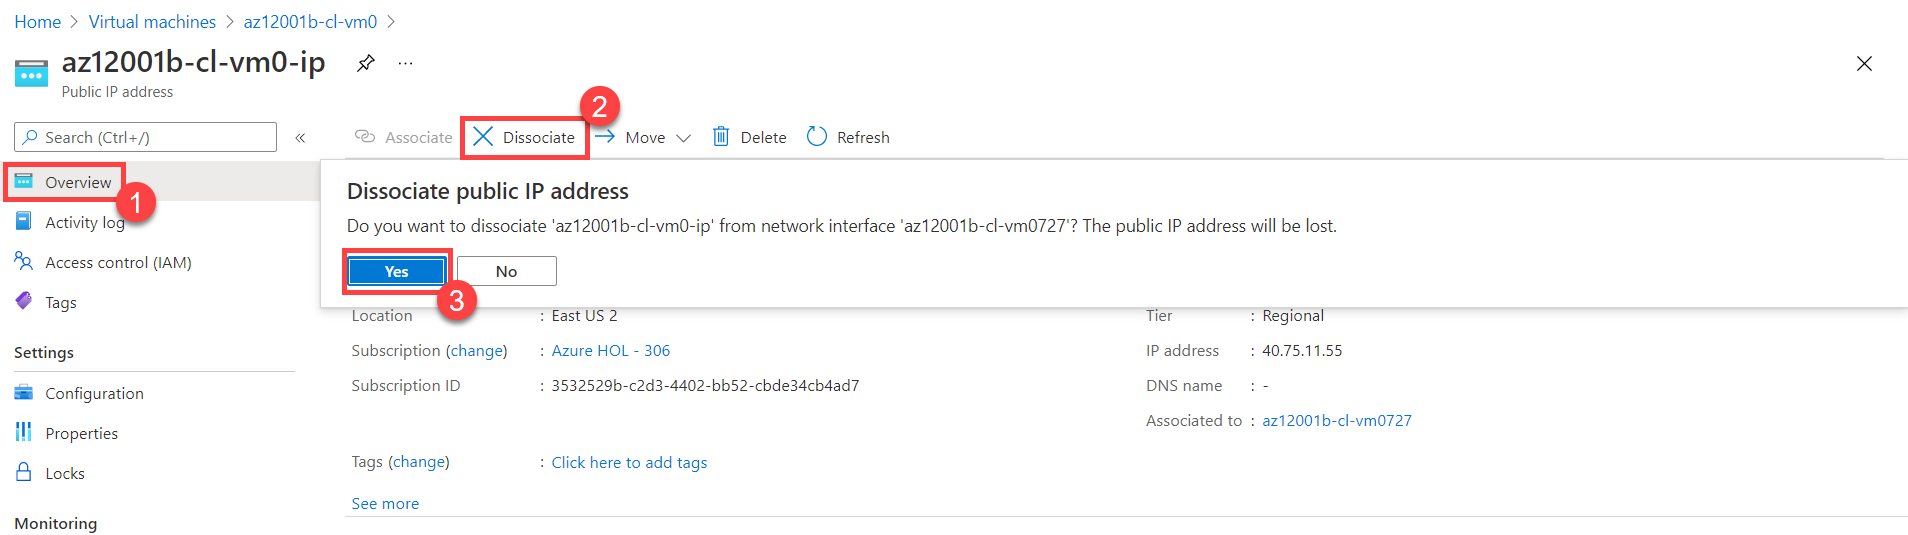 Home > Virtual machines > az12001b-cl-vm0 >
az12001b-cl-vm0-ip
...
Public IP address
Search (Ctrl+/)
«
Associate
Dissociate
2
Move
Delete
Refresh
Overview
1
Activity log
Access control (IAM)
Tags
Settings
Configuration
Properties
Locks
Monitoring
Dissociate public IP address
Do you want to dissociate 'az12001b-cl-vm0-ip' from network interface 'az12001b-cl-vm0727'? The public IP address will be lost.
Yes
3
No
Location : East US 2
Subscription (change) : Azure HOL - 306
Subscription ID : 3532529b-c2d3-4402-bb52-cbde34cb4ad7
Tags (change) : Click here to add tags
See more
Tier : Regional
IP address : 40.75.11.55
DNS name : -
Associated to : az12001b-cl-vm0727